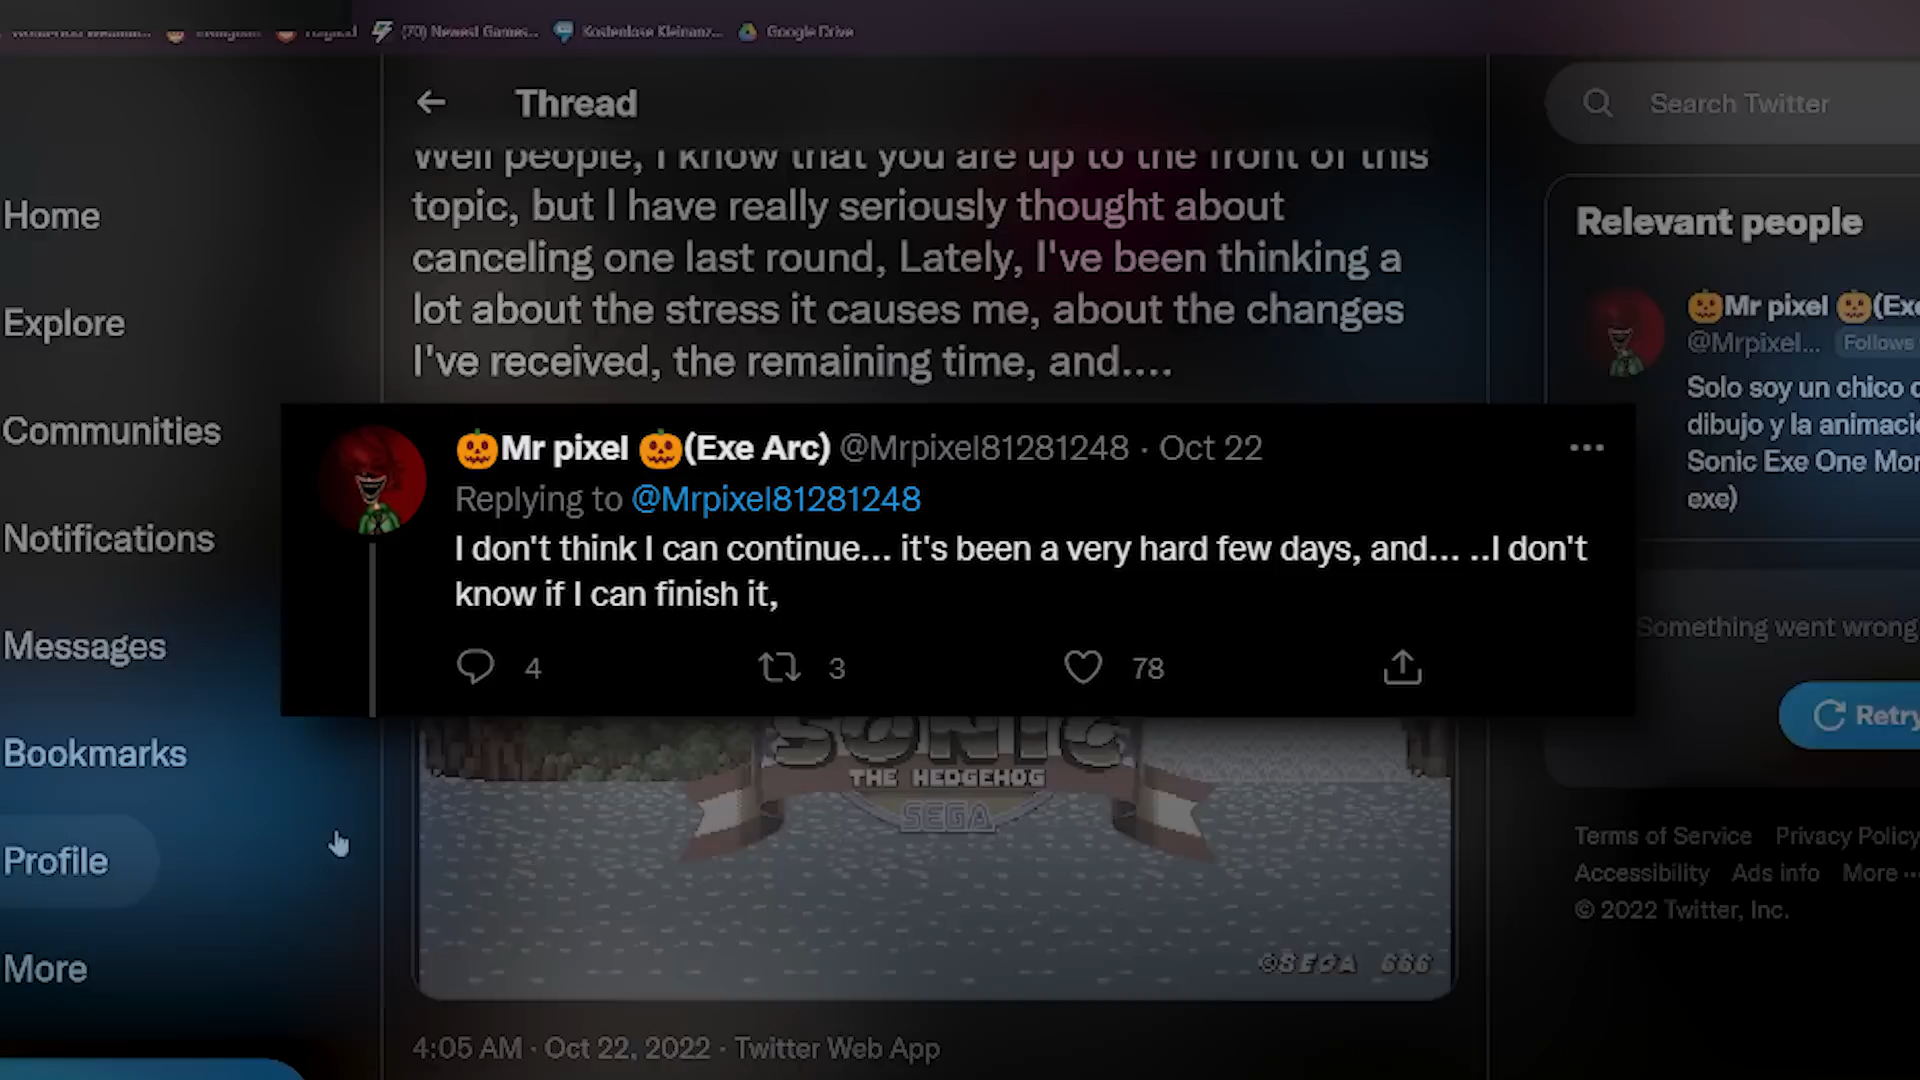 (70) Newest Games...
Kostenlose Kleinanz...
Google Drive
Thread
Search Twitter
Well people, I know that you are up to the front of this
topic, but I have really seriously thought about
canceling one last round, Lately, I've been thinking a
lot about the stress it causes me, about the changes
I've received, the remaining time, and....
Home
Explore
Communities
Notifications
Messages
Bookmarks
Profile
More
🎃Mr pixel 🎃(Exe Arc) @Mrpixel81281248 · Oct 22
Replying to @Mrpixel81281248
I don't think I can continue... it's been a very hard few days, and... ..I don't
know if I can finish it,
4
3
78
SONIC
THE HEDGEHOG
SEGA
©SEGA 666
4:05 AM · Oct 22, 2022 · Twitter Web App
Relevant people
🎃Mr pixel 🎃(Exe
@Mrpixel... Follows
Solo soy un chico
dibujo y la
Sonic Exe One
exe)
Something went wrong
Retry
Terms of Service Privacy Policy
Accessibility Ads info More ...
© 2022 Twitter, Inc.